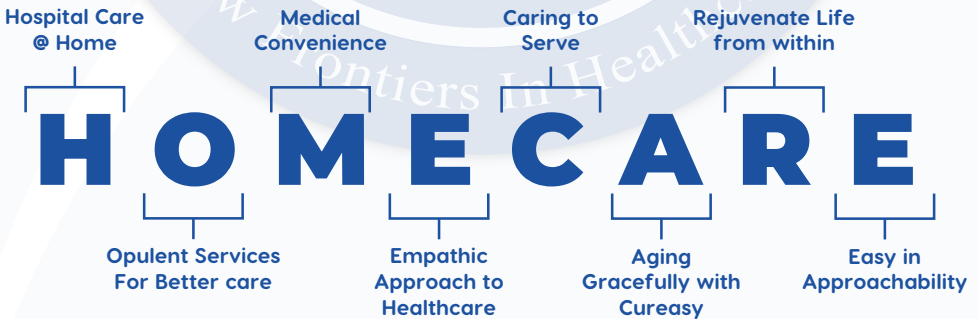 Hospital Care
@ Home
Medical
Convenience
Caring to
Serve
Rejuvenate Life
from within
Frontiers In
HOMECARE
Opulent Services
For Better care
Empathic
Approach to
Healthcare
Aging
Gracefully with
Cureasy
Easy in
Approachability